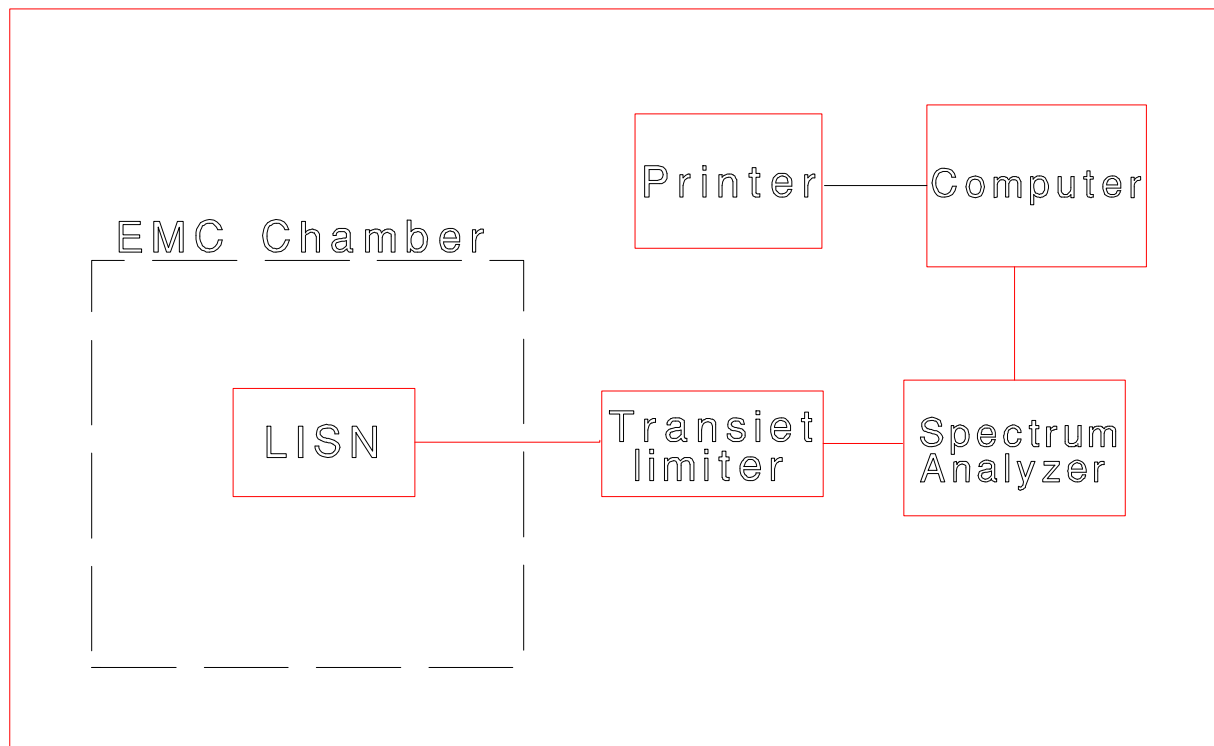 Printer
Computer
EMC Chamber
LISN
Transiet
limiter
Spectrum
Analyzer